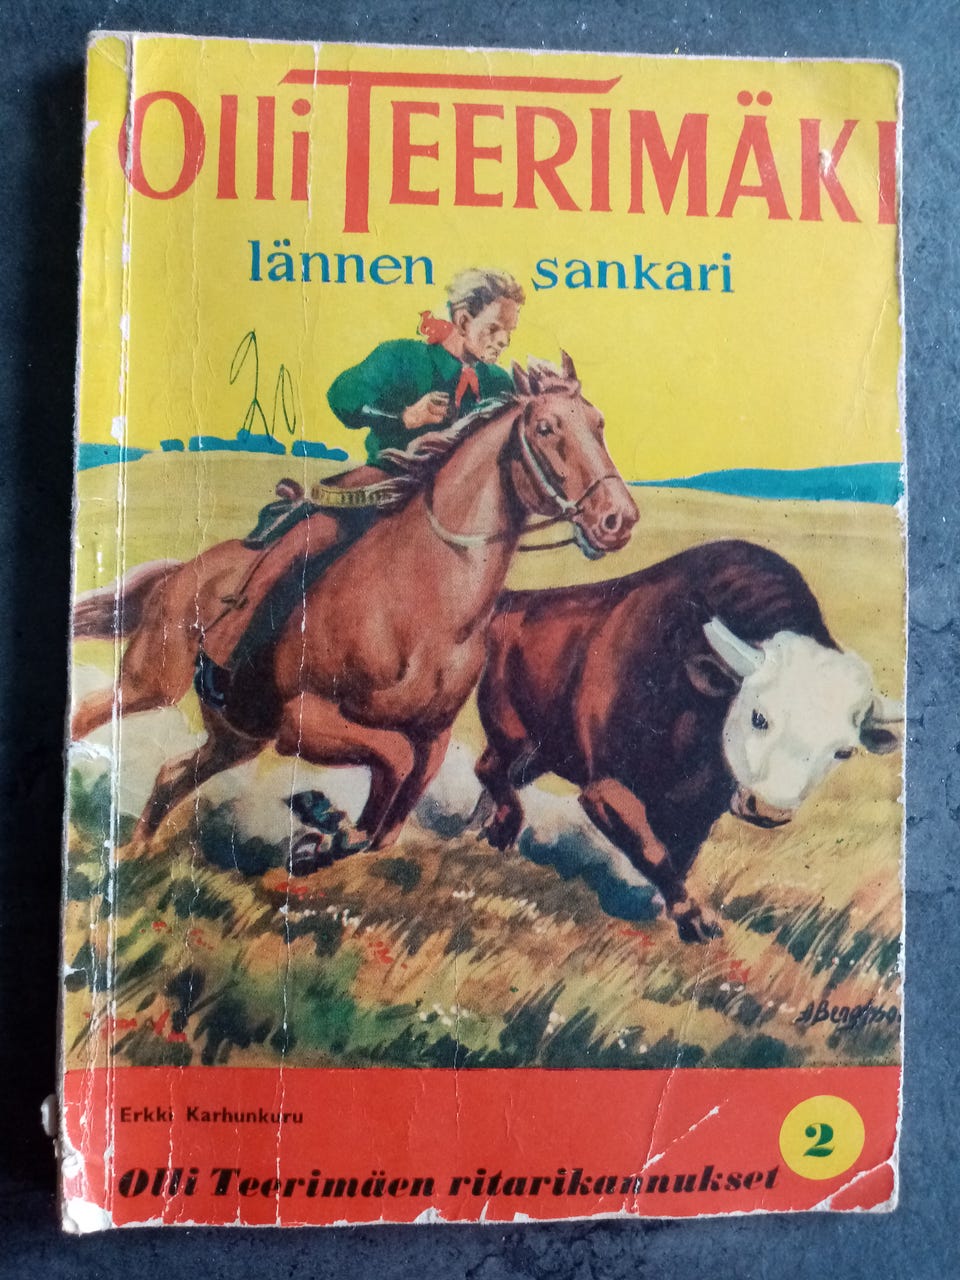 Olli TEERIMÄKI
lännen sankari
Erkki Karhunkuru
2
Olli Teerimäen ritarikannukset